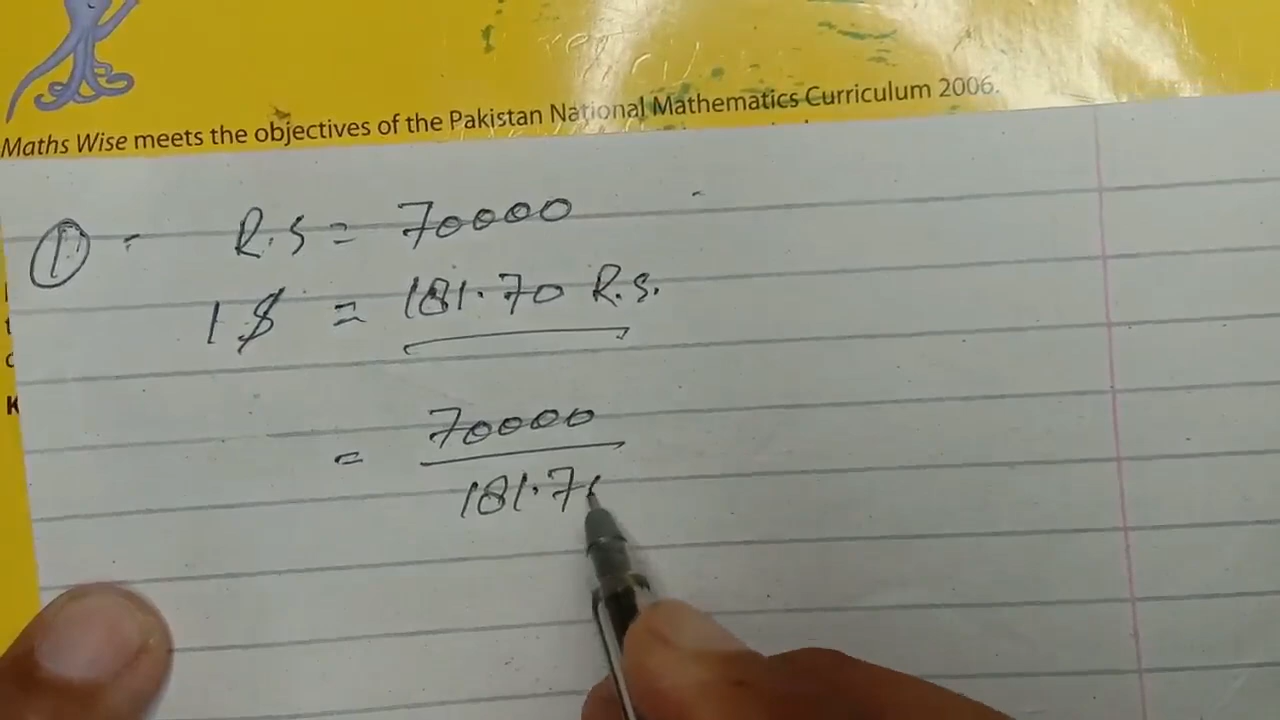 Maths Wise meets the objectives of the Pakistan National Mathematics Curriculum 2006.
① - R.S = 70000
1 $ = 181.70 R.S.
= 70000
181.70
K